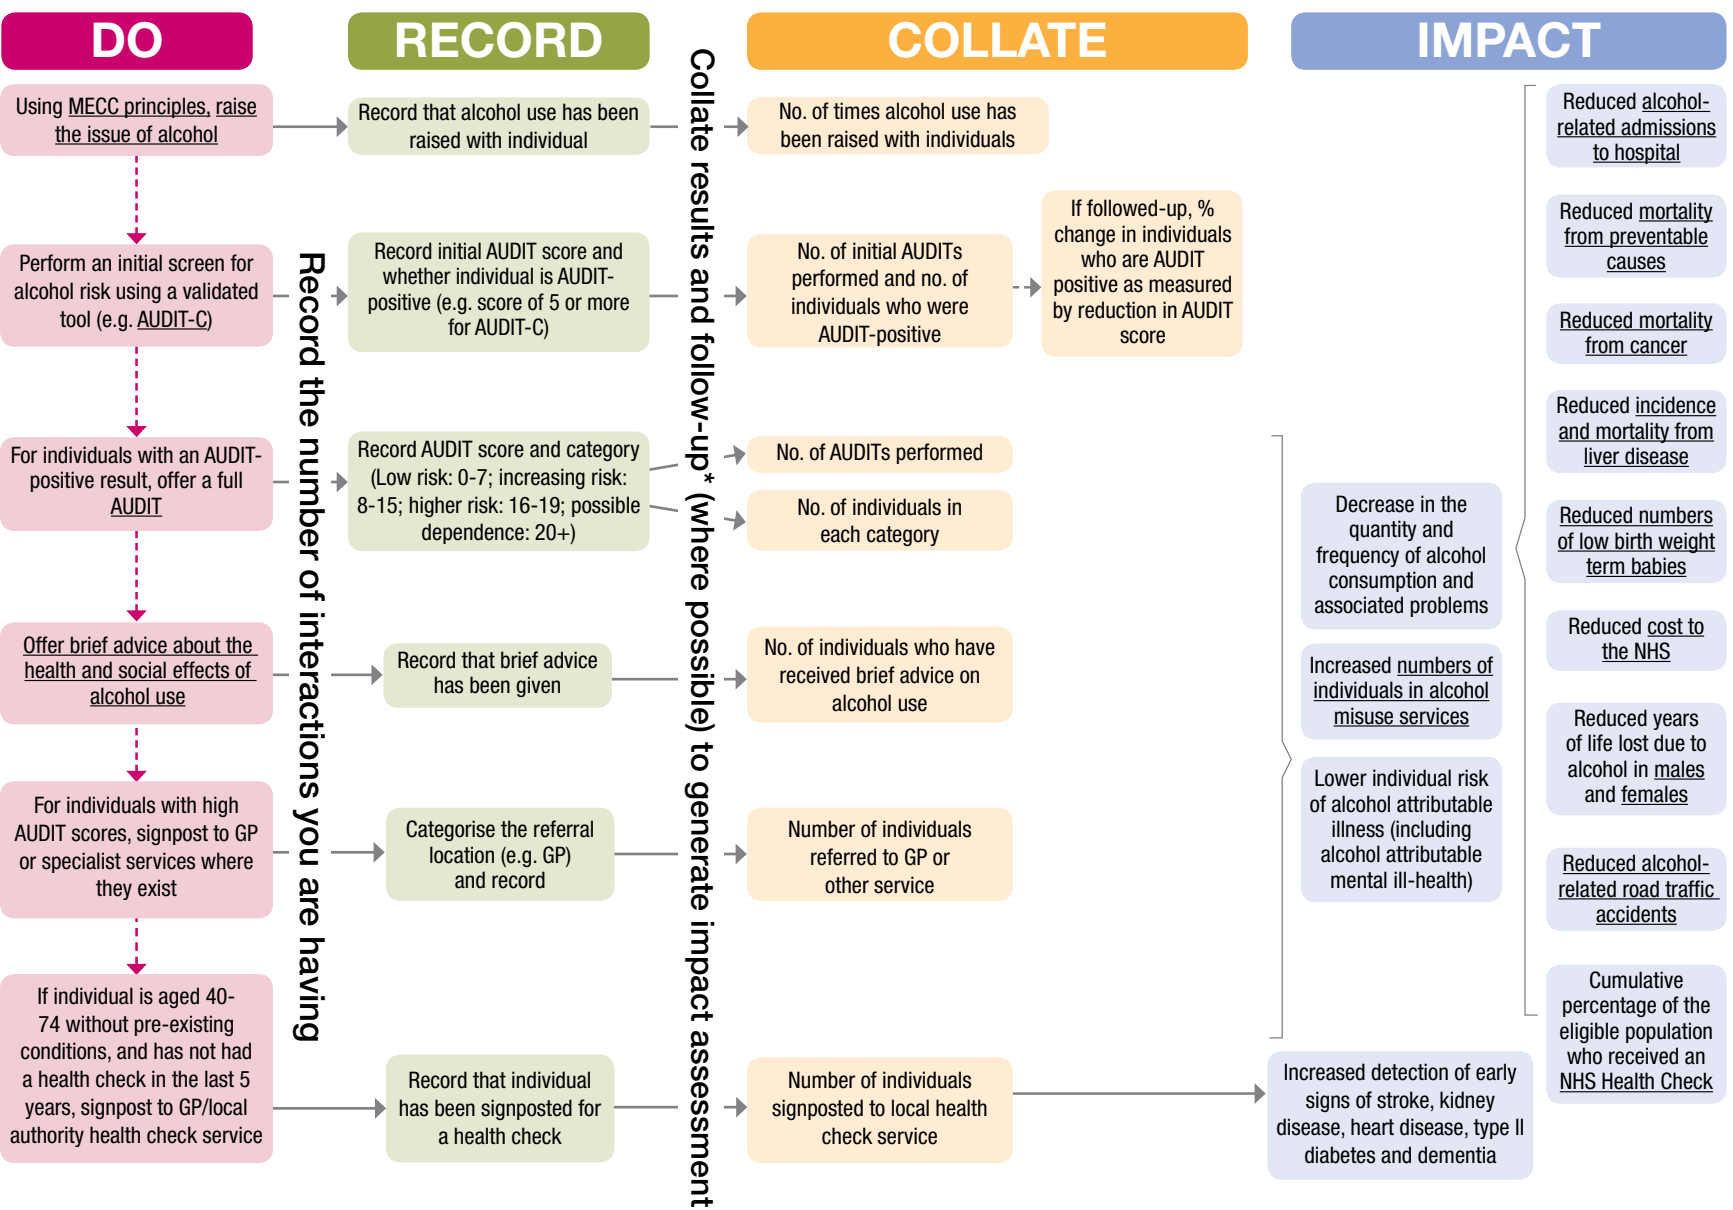 DO
RECORD
COLLATE
IMPACT
Using MECC principles, raise
the issue of alcohol
Record that alcohol use has been
raised with individual
No. of times alcohol use has
been raised with individuals
Perform an initial screen for
alcohol risk using a validated
tool (e.g. AUDIT-C)
Record initial AUDIT score and
whether individual is AUDIT-
positive (e.g. score of 5 or more
for AUDIT-C)
No. of initial AUDITs
performed and no. of
individuals who were
AUDIT-positive
If followed-up, %
change in individuals
who are AUDIT
positive as measured
by reduction in AUDIT
score
For individuals with an AUDIT-
positive result, offer a full
AUDIT
Record AUDIT score and category
(Low risk: 0-7; increasing risk:
8-15; higher risk: 16-19; possible
dependence: 20+)
No. of AUDITs performed
No. of individuals in
each category
Offer brief advice about the
health and social effects of
alcohol use
Record that brief advice
has been given
No. of individuals who have
received brief advice on
alcohol use
For individuals with high
AUDIT scores, signpost to GP
or specialist services where
they exist
Categorise the referral
location (e.g. GP)
and record
Number of individuals
referred to GP or
other service
If individual is aged 40-
74 without pre-existing
conditions, and has not had
a health check in the last 5
years, signpost to GP/local
authority health check service
Record that individual
has been signposted for
a health check
Number of individuals
signposted to local health
check service
Record the number of interactions you are having
Collate results and follow-up* (where possible) to generate impact assessment
Decrease in the
quantity and
frequency of alcohol
consumption and
associated problems
Increased numbers of
individuals in alcohol
misuse services
Lower individual risk
of alcohol attributable
illness (including
alcohol attributable
mental ill-health)
Increased detection of early
signs of stroke, kidney
disease, heart disease, type II
diabetes and dementia
Reduced alcohol-
related admissions
to hospital
Reduced mortality
from preventable
causes
Reduced mortality
from cancer
Reduced incidence
and mortality from
liver disease
Reduced numbers
of low birth weight
term babies
Reduced cost to
the NHS
Reduced years
of life lost due to
alcohol in males
and females
Reduced alcohol-
related road traffic
accidents
Cumulative
percentage of the
eligible population
who received an
NHS Health Check